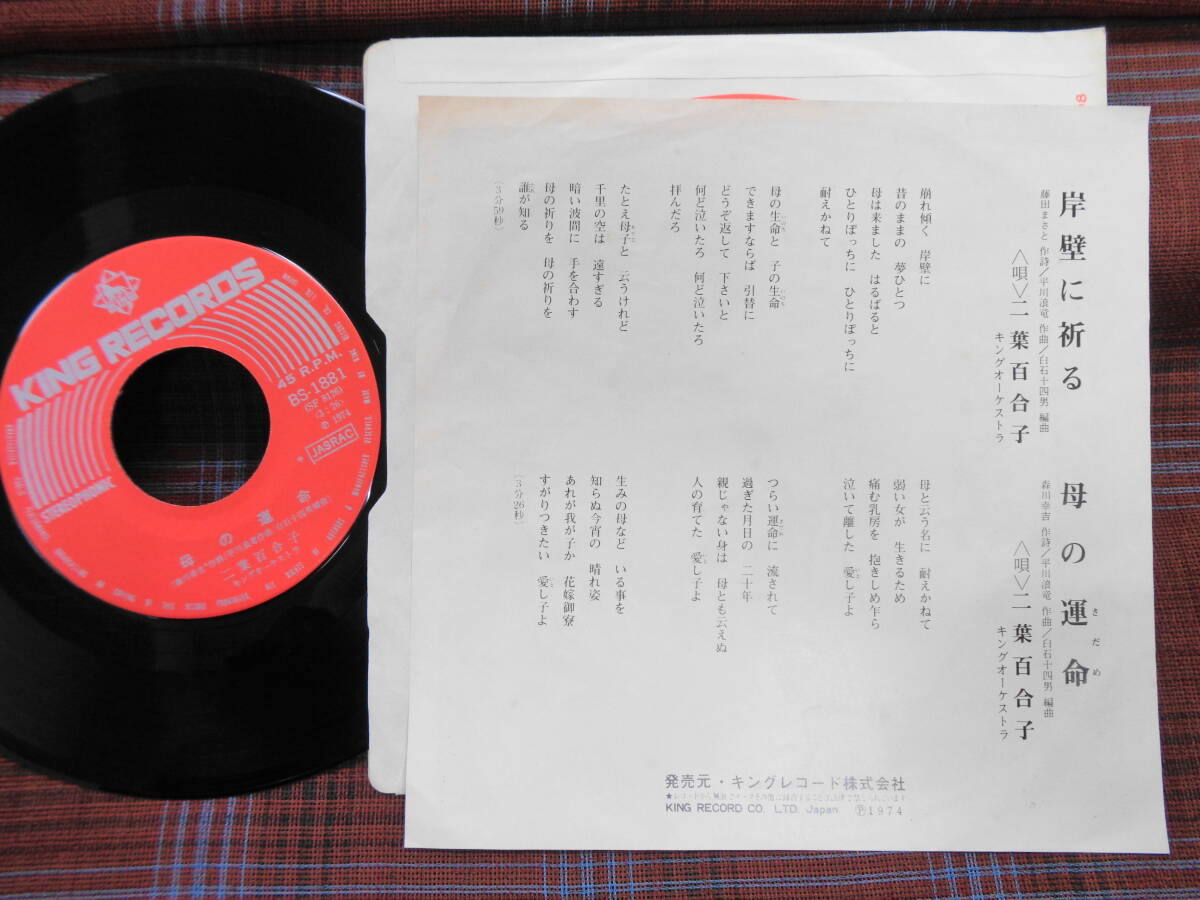 岸壁に祈る
藤田まさと 作詩/平川浪竜 作曲/白石十四男 編曲
〈唄〉二葉百合子
キングオーケストラ
崩れ傾く 岸壁に
昔のままの 夢ひとつ
母は来ました はるばると
ひとりぽっちに ひとりぽっちに
耐えかねて
母の生命と 子の生命
できますならば 引替に
どうぞ返して 下さいと
何ど泣いたろ 何ど泣いたろ
拝んだろ
たとえ母子と 云うけれど
千里の空は 遠すぎる
暗い波間に 手を合わす
母の祈りを 母の祈りを
誰が知る
(3分59秒)
母の運命
きだめ
森川幸吉 作詩/平川浪竜 作曲/白石十四男 編曲
〈唄〉二葉百合子
キングオーケストラ
母と云う名に 耐えかねて
弱い女が 生きるため
痛む乳房を 抱きしめ乍ら
泣いて離した 愛し子よ
つらい運命に 流されて
過ぎた月日の 二十年
親じゃない身は 母とも云えぬ
人の育てた 愛し子よ
生みの母など いる事を
知らぬ今宵の 晴れ姿
あれが我が子か 花嫁御寮
すがりつきたい 愛し子よ
(3分26秒)
発売元・キングレコード株式会社
KING RECORD CO. LTD. Japan Ⓟ1974
KING RECORDS
45 R.P.M.
BS-1881
(SF 8126)
(3:26)
Ⓟ 1974
JASRAC
STEREOPHONIC
母の運命
二葉百合子
キングオーケストラ